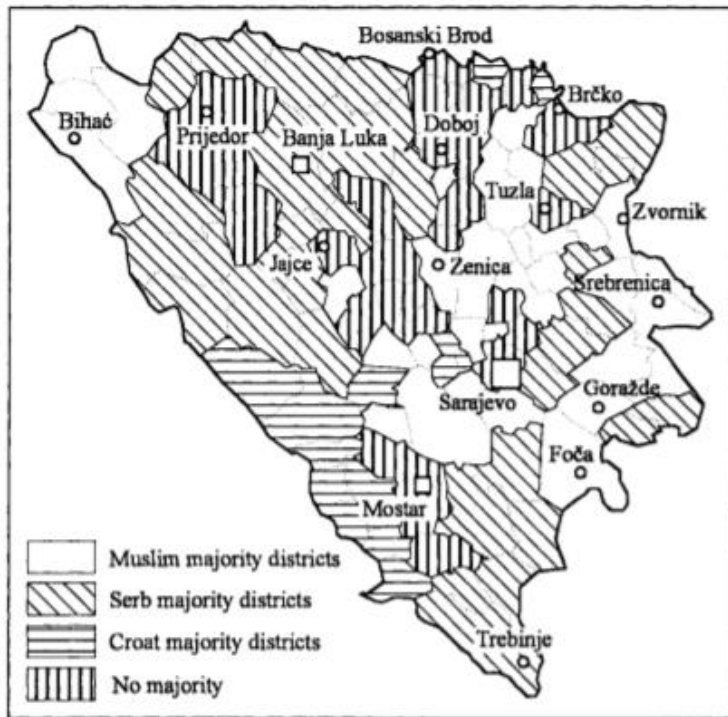 Bosanski Brod
Bihać
Prijedor
Banja Luka
Doboj
Brčko
Tuzla
Zvornik
Jajce
Zenica
Srebrenica
Sarajevo
Goražde
Foča
Mostar
Trebinje
Muslim majority districts
Serb majority districts
Croat majority districts
No majority